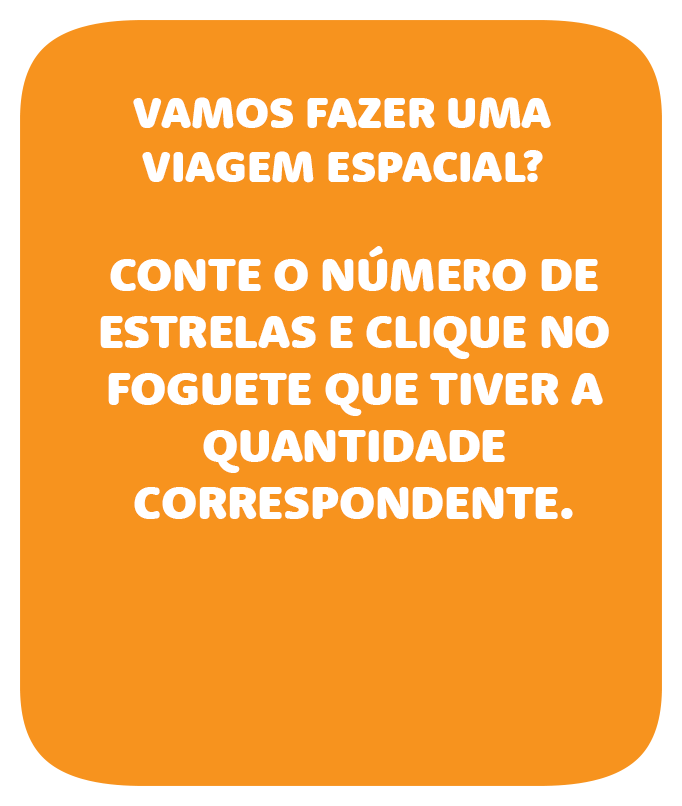 VAMOS FAZER UMA
VIAGEM ESPACIAL?
CONTE O NÚMERO DE
ESTRELAS E CLIQUE NO
FOGUETE QUE TIVER A
QUANTIDADE
CORRESPONDENTE.